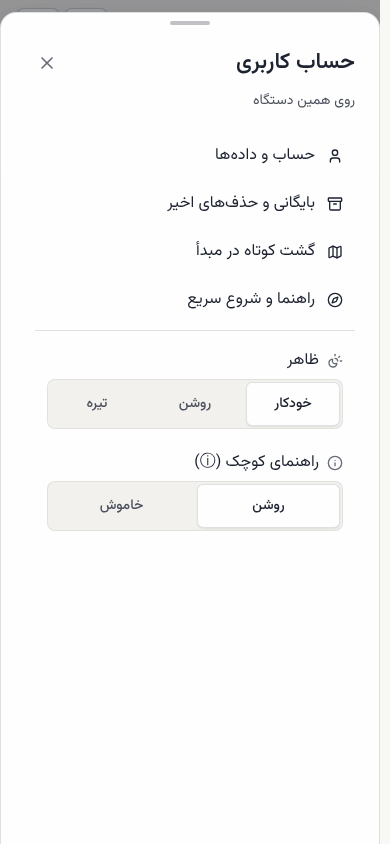 حساب کاربری
روی همین دستگاه
حساب و داده‌ها
بایگانی و حذف‌های اخیر
گشت کوتاه در مبدأ
راهنما و شروع سریع
ظاهر
خودکار روشن تیره
راهنمای کوچک (ⓘ)
روشن خاموش